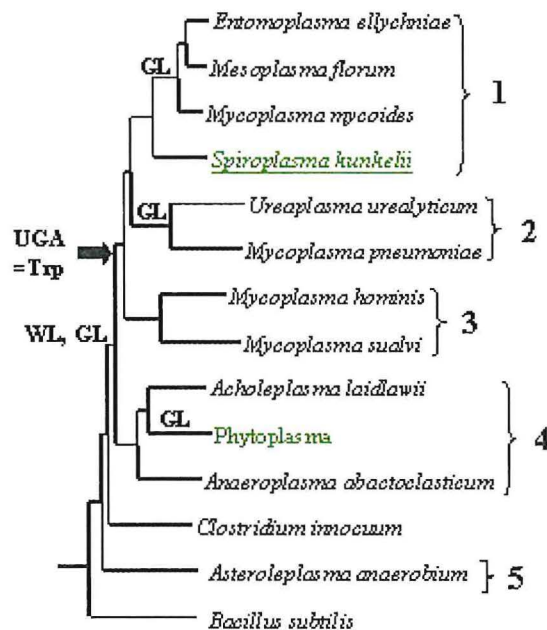 Entomoplasma ellychniae
GL
Mesoplasma florum
1
Mycoplasma mycoides
Spiroplasma kunkelii
GL
Ureaplasma urealyticum
2
UGA
=Trp
Mycoplasma pneumoniae
Mycoplasma hominis
3
WL, GL
Mycoplasma sualvi
Acholeplasma laidlawii
GL
Phytoplasma
4
Anaeroplasma abactoclasticum
Clostridium innocuum
Asteroleplasma anaerobium
5
Bacillus subtilis